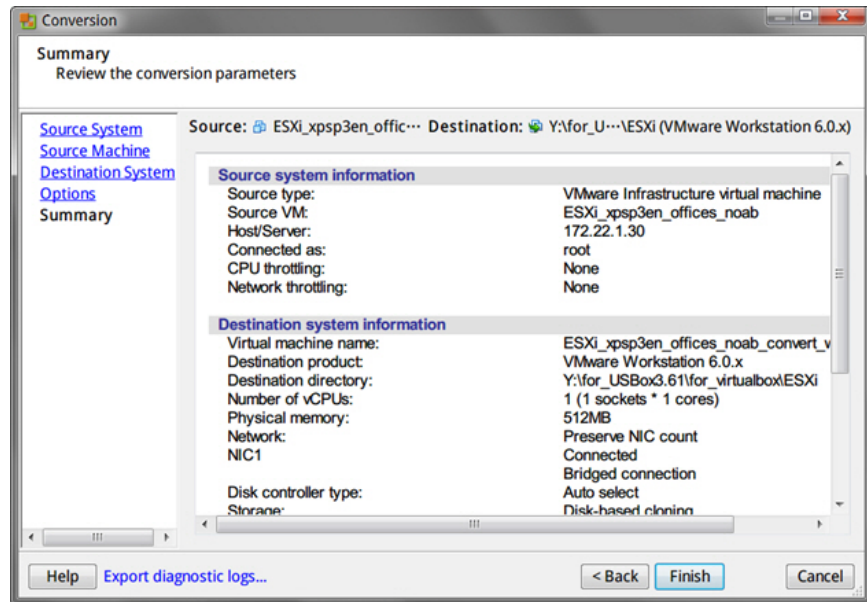 Conversion
Summary
Review the conversion parameters
Source System
Source Machine
Destination System
Options
Summary
Source: ESXi_xpsp3en_offic··· Destination: Y:\for_U···\ESXi (VMware Workstation 6.0.x)
Source system information
Source type: VMware Infrastructure virtual machine
Source VM: ESXi_xpsp3en_offices_noab
Host/Server: 172.22.1.30
Connected as: root
CPU throttling: None
Network throttling: None
Destination system information
Virtual machine name: ESXi_xpsp3en_offices_noab_convert_v
Destination product: VMware Workstation 6.0.x
Destination directory: Y:\for_USBox3.61\for_virtualbox\ESXi
Number of vCPUs: 1 (1 sockets * 1 cores)
Physical memory: 512MB
Network: Preserve NIC count
NIC1 Connected
Bridged connection
Disk controller type: Auto select
Storage: Disk-based cloning
Help Export diagnostic logs... < Back Finish Cancel